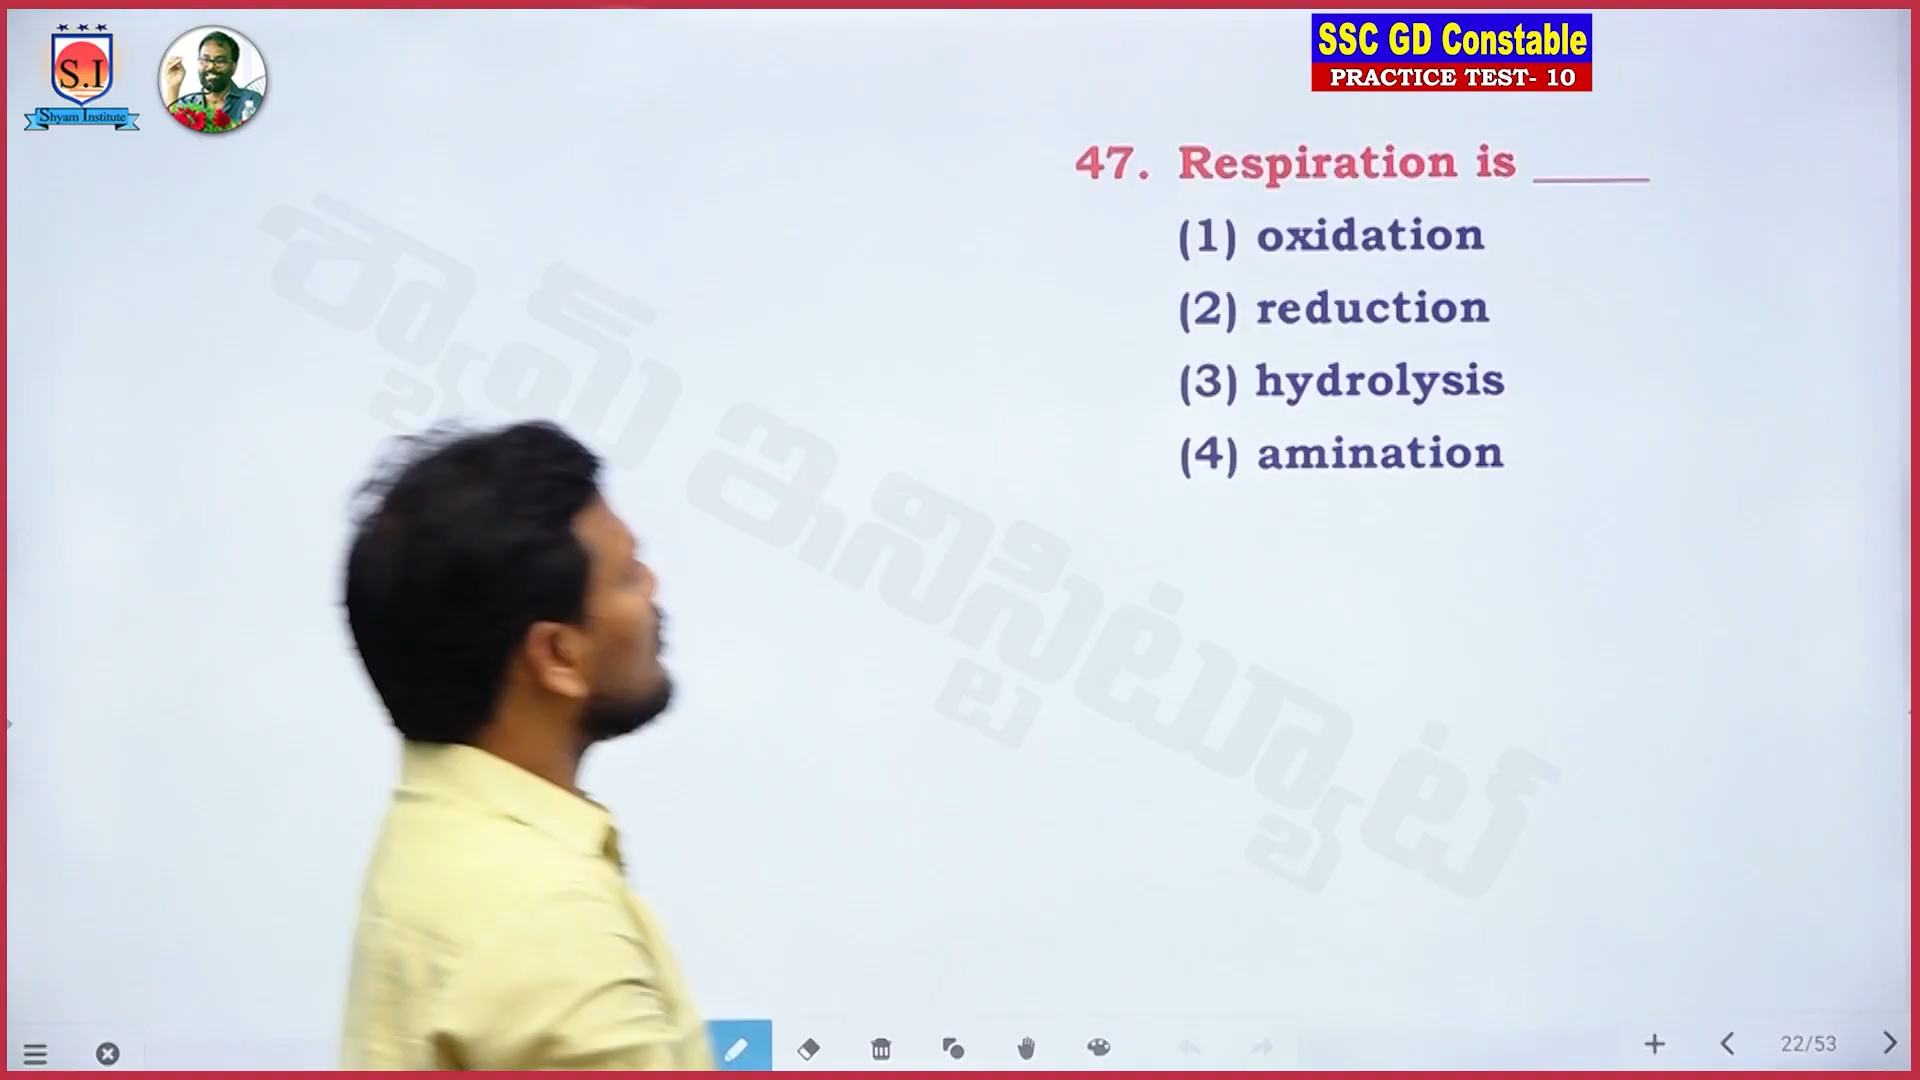 S.I
Shyam Institute
SSC GD Constable
PRACTICE TEST- 10
47. Respiration is _____
(1) oxidation
(2) reduction
(3) hydrolysis
(4) amination
శ్యామ్ ఇన్‌స్టిట్యూట్
22/53